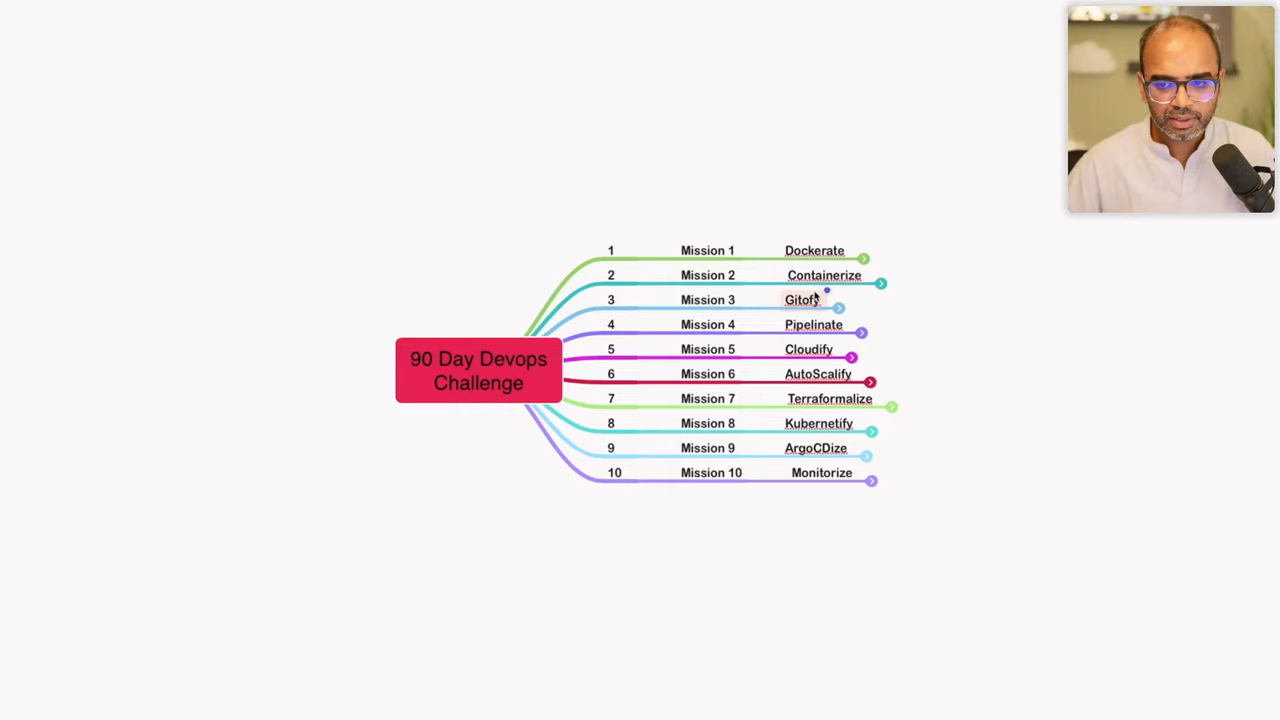 90 Day Devops
Challenge
1 Mission 1 Dockerate
2 Mission 2 Containerize
3 Mission 3 Gitofy
4 Mission 4 Pipelinate
5 Mission 5 Cloudify
6 Mission 6 AutoScalify
7 Mission 7 Terraformalize
8 Mission 8 Kubernetify
9 Mission 9 ArgoCDize
10 Mission 10 Monitorize